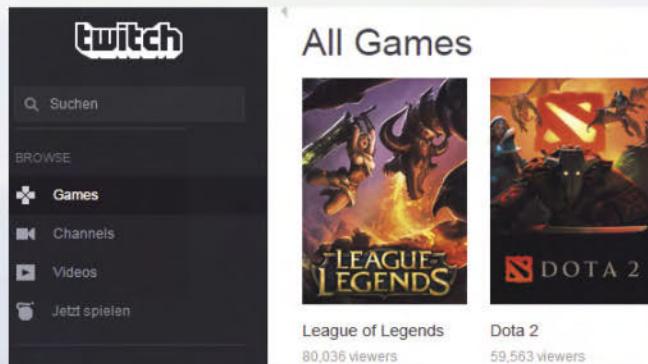 twitch
Suchen
BROWSE
Games
Channels
Videos
Jetzt spielen
All Games
LEAGUE OF LEGENDS
DOTA 2
League of Legends
80,036 viewers
Dota 2
59,563 viewers